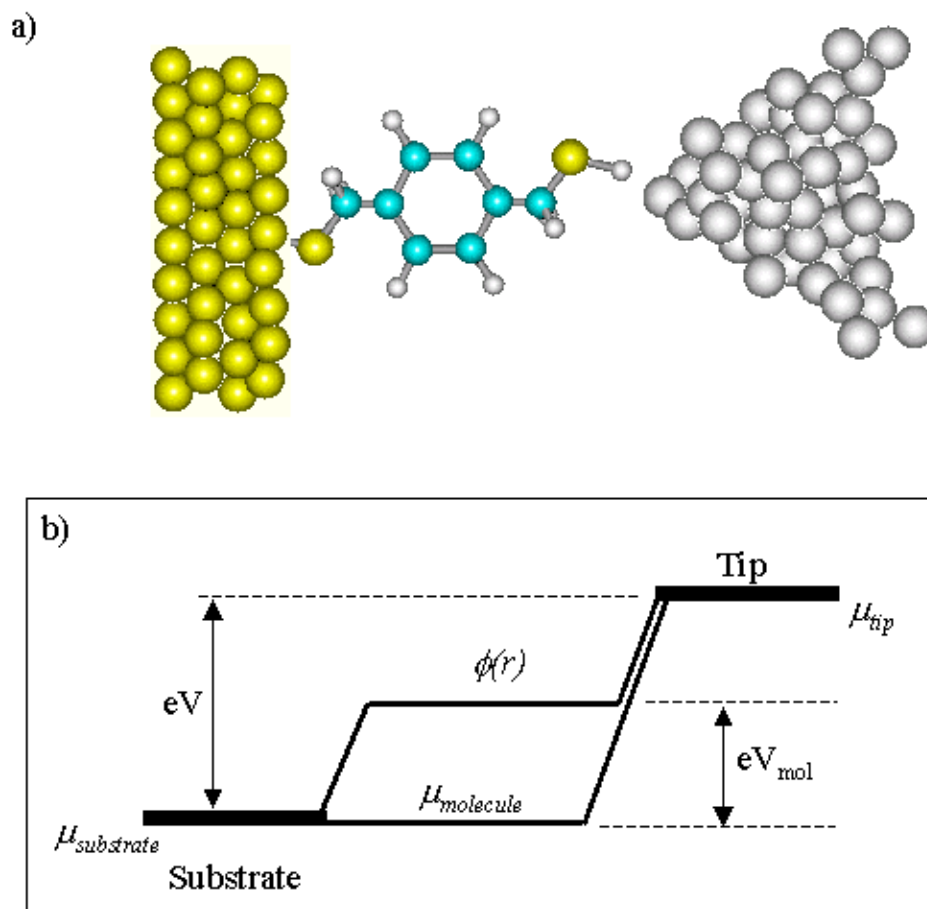 a)
b)
Tip
μtip
ϕ(r)
eV
eVmol
μmolecule
μsubstrate
Substrate